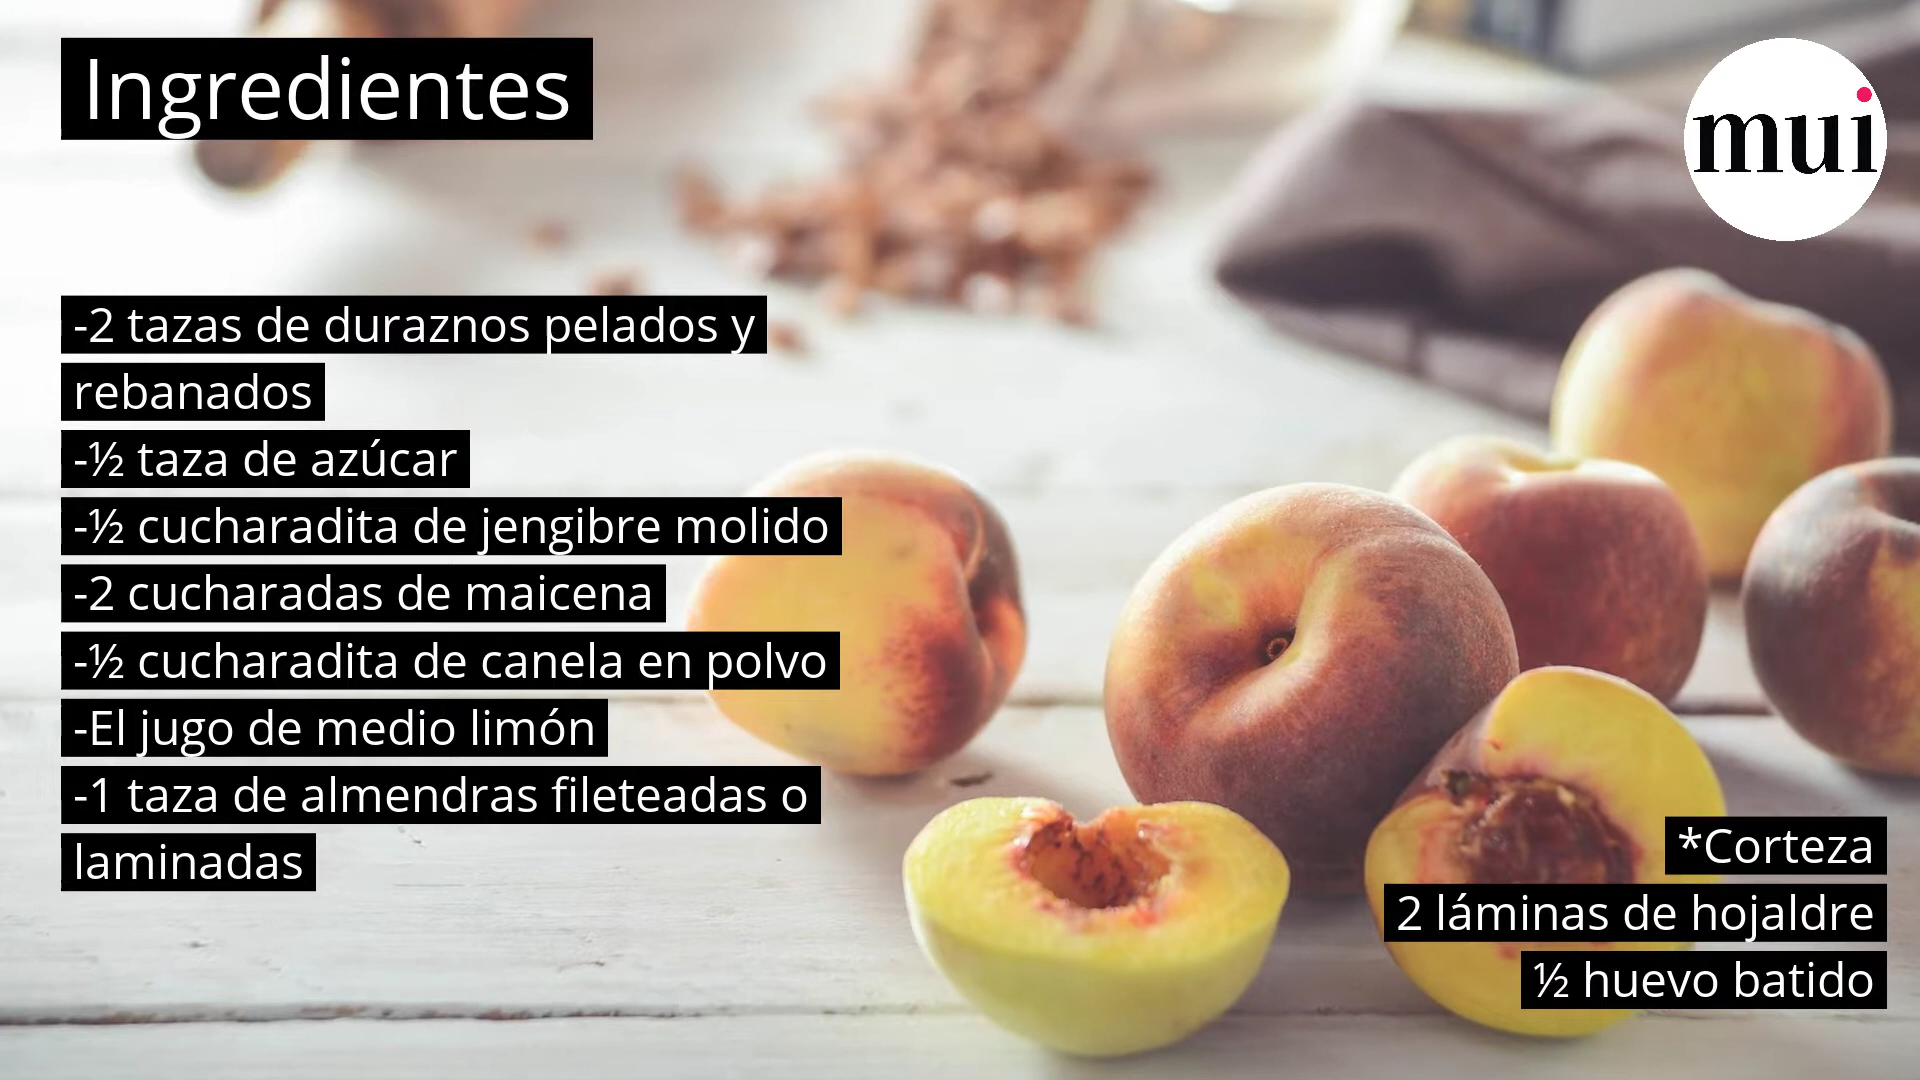 Ingredientes
mui
-2 tazas de duraznos pelados y
rebanados
-½ taza de azúcar
-½ cucharadita de jengibre molido
-2 cucharadas de maicena
-½ cucharadita de canela en polvo
-El jugo de medio limón
-1 taza de almendras fileteadas o
laminadas
*Corteza
2 láminas de hojaldre
½ huevo batido